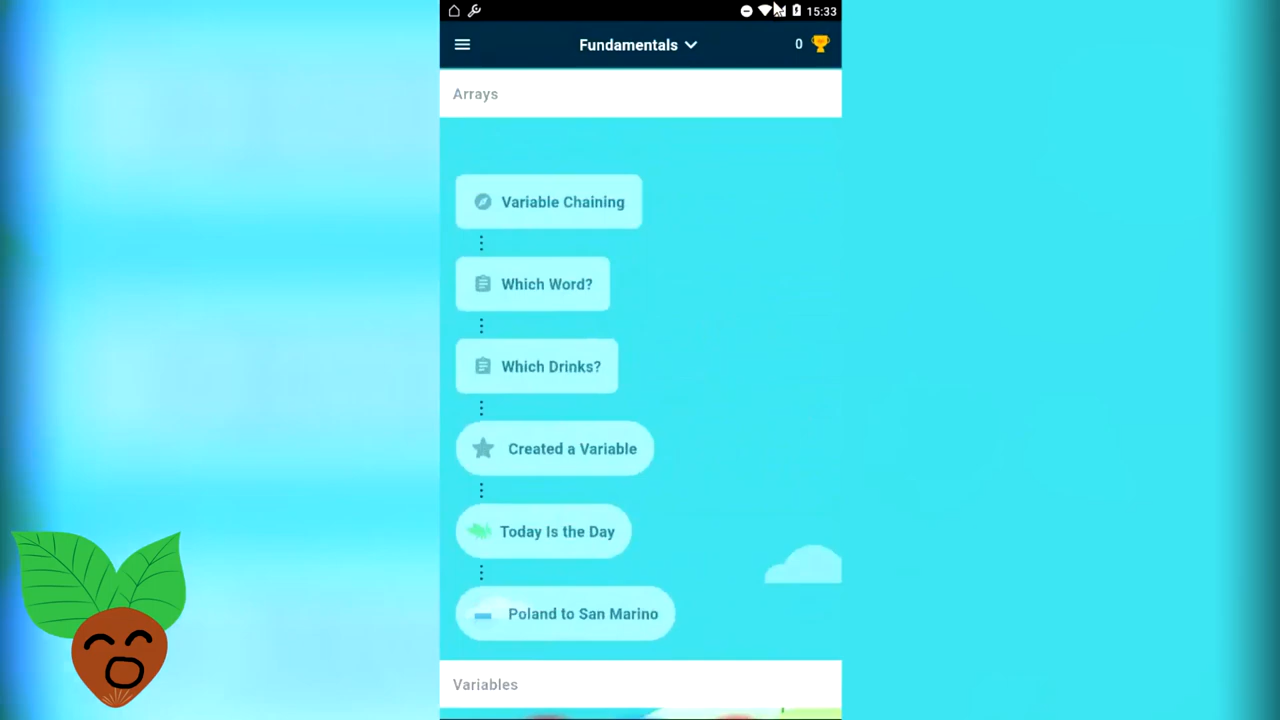 15:33
Fundamentals
0
Arrays
Variable Chaining
Which Word?
Which Drinks?
Created a Variable
Today Is the Day
Poland to San Marino
Variables